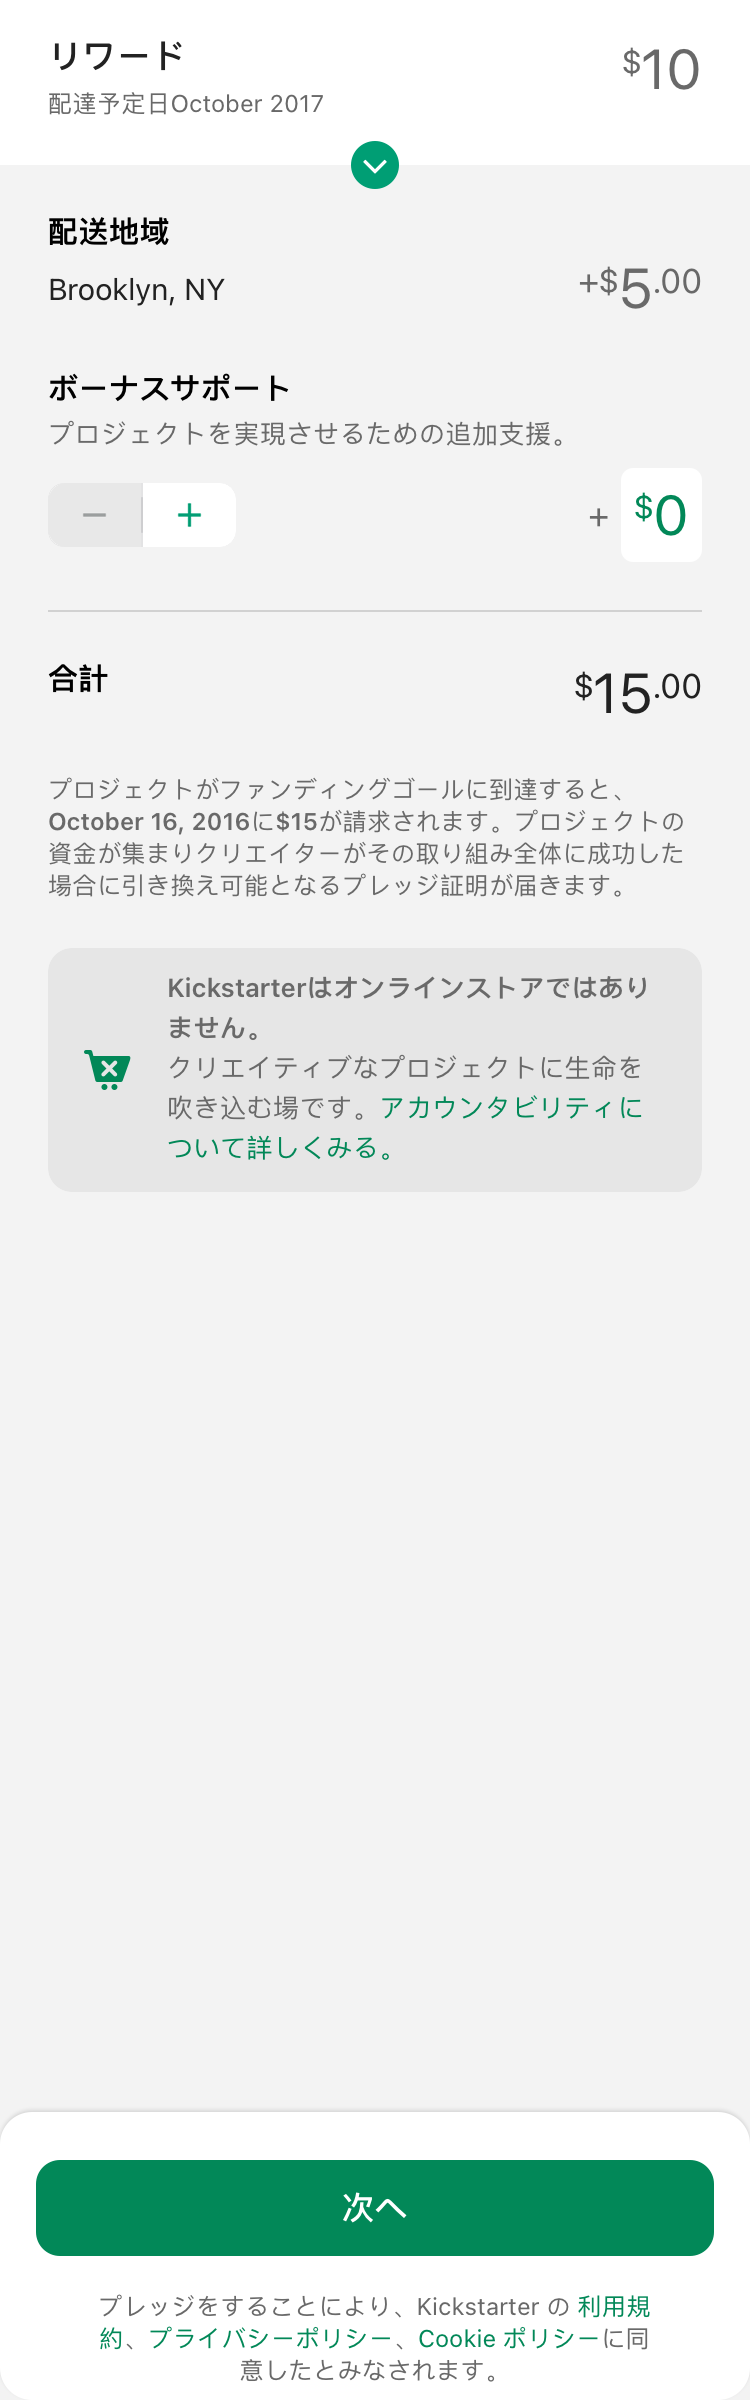 リワード
$10
配達予定日October 2017
配送地域
Brooklyn, NY
+$5.00
ボーナスサポート
プロジェクトを実現させるための追加支援。
− +
+ $0
合計
$15.00
プロジェクトがファンディングゴールに到達すると、
October 16, 2016に$15が請求されます。プロジェクトの
資金が集まりクリエイターがその取り組み全体に成功した
場合に引き換え可能となるプレッジ証明が届きます。
Kickstarterはオンラインストアではあり
ません。
クリエイティブなプロジェクトに生命を
吹き込む場です。アカウンタビリティに
ついて詳しくみる。
次へ
プレッジをすることにより、Kickstarter の 利用規
約、プライバシーポリシー、Cookie ポリシーに同
意したとみなされます。